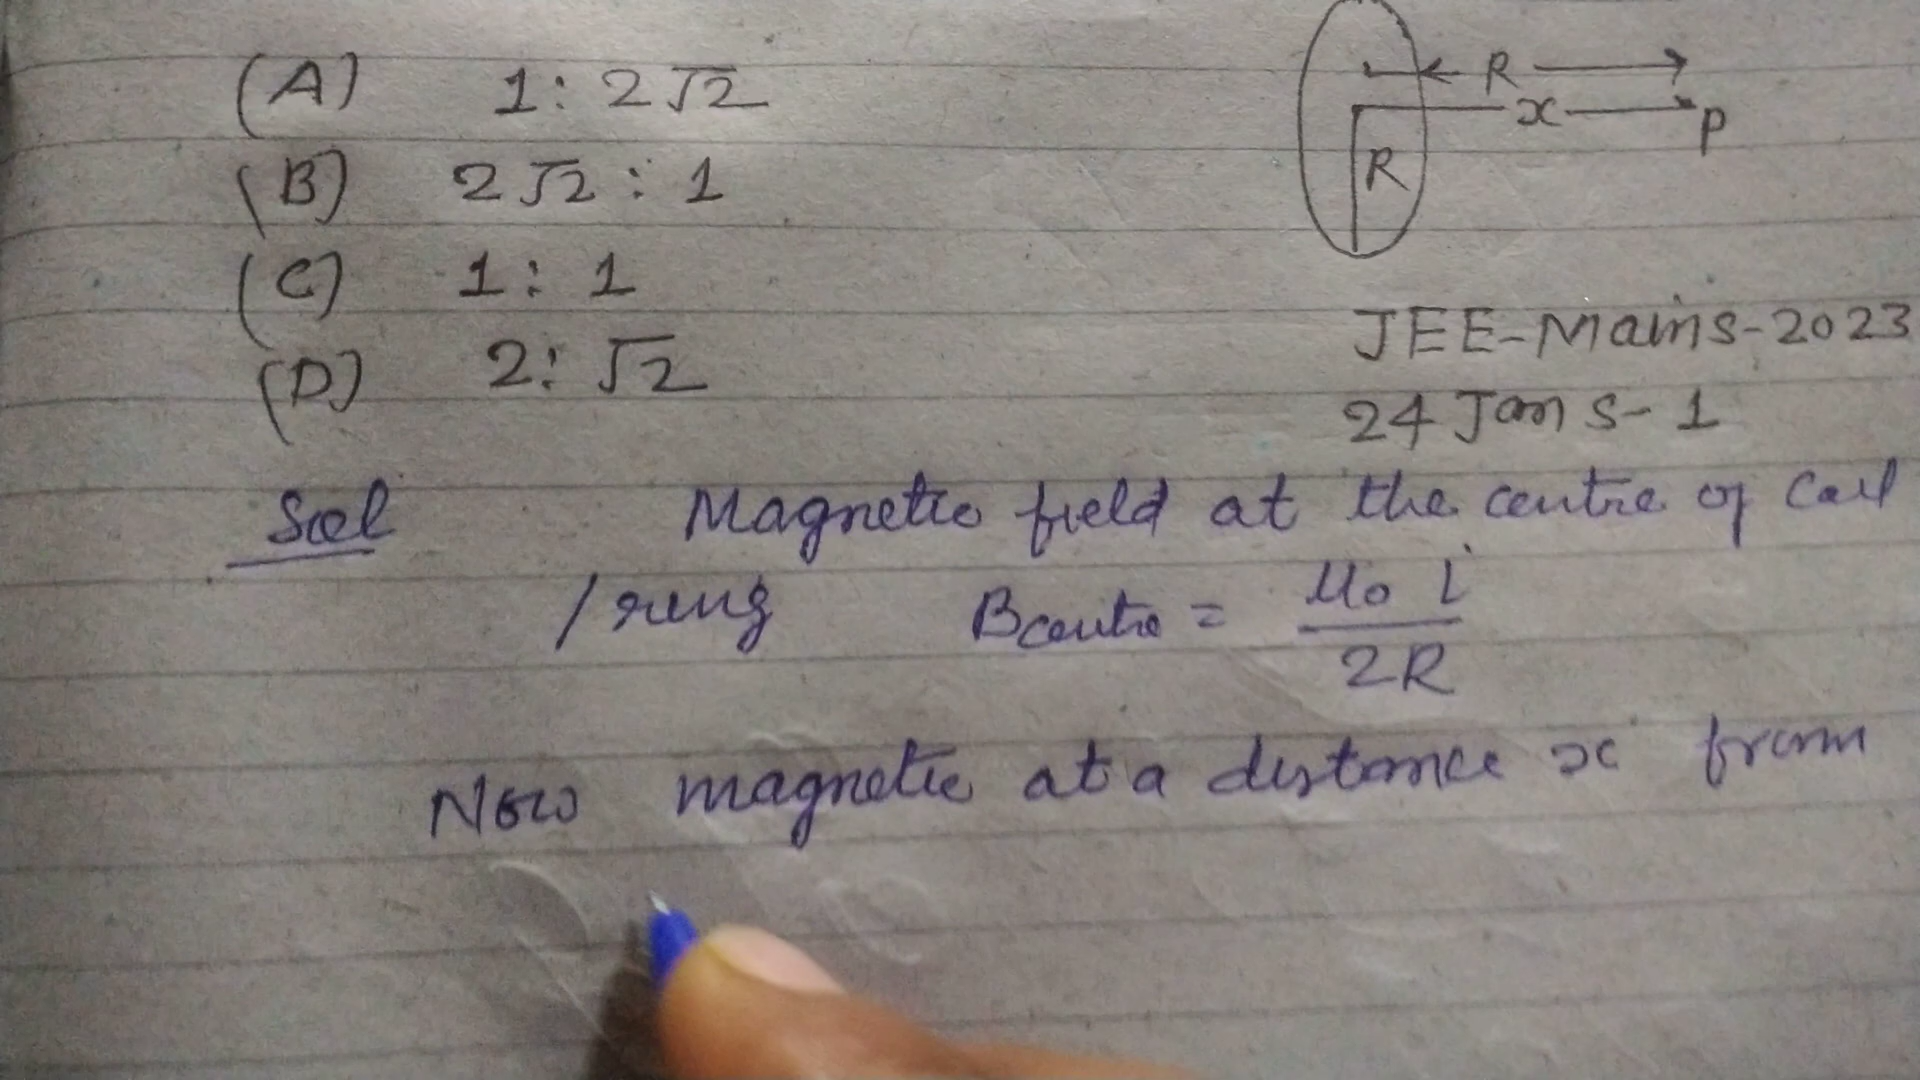 (A) 1 : 2√2
(B) 2√2 : 1
(C) 1 : 1
(D) 2 : √2
R
x
P
R
JEE-Mains-2023
24 Jan S-1
Sol Magnetic field at the centre of coil
/ring Bcentre = μ0 i
2R
Now magnetic at a distance x from